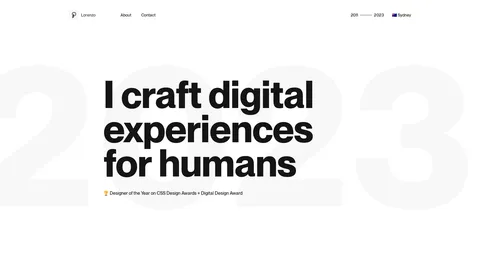 Lorenzo
About
Contact
2011 2023
Sydney
2023
I craft digital
experiences
for humans
Designer of the Year on CSS Design Awards + Digital Design Award